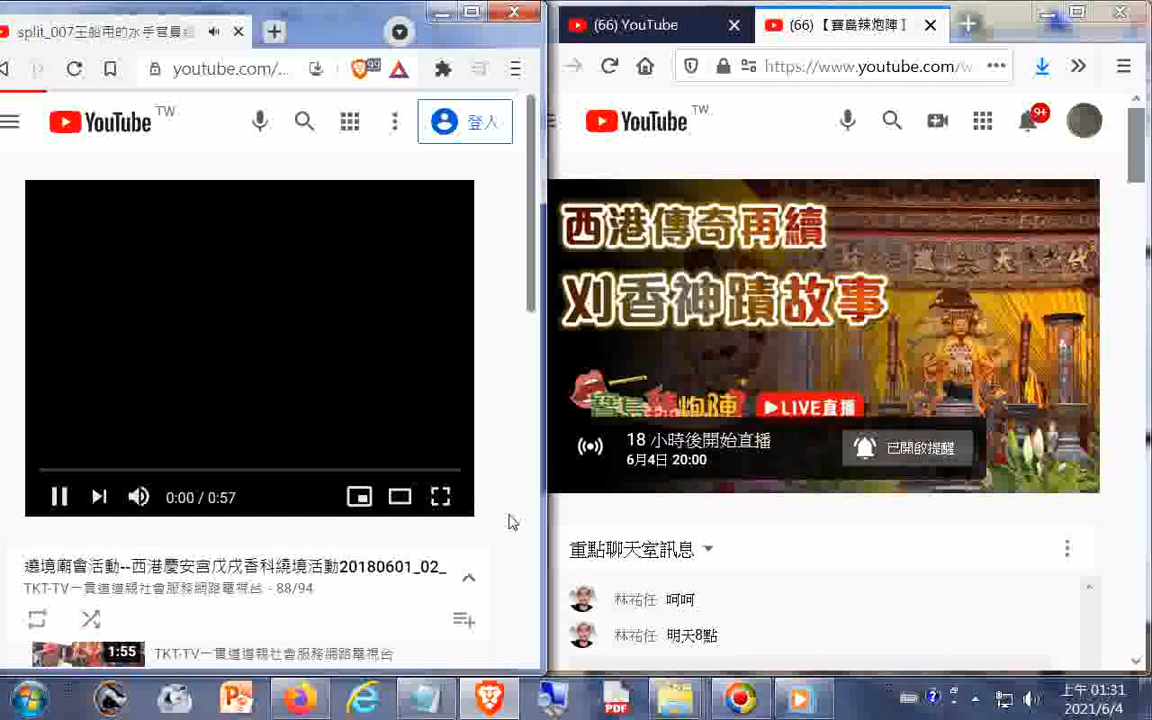 split_007王船甩的水手官員
youtube.com/...
99
YouTube TW
登入
0:00 / 0:57
遶境廟會活動--西港慶安宮戊戌香科繞境活動20180601_02_
TKT-TV一貫道道親社會服務網路電視台 - 88/94
1:55
TKT-TV一貫道道親社會服務網路電視台
(66) YouTube
(66) 【寶島辣炮陣】
https://www.youtube.com/w
YouTube TW
9+
西港傳奇再續
刈香神蹟故事
寶島辣炮陣
LIVE直播
18 小時後開始直播
6月4日 20:00
已開啟提醒
重點聊天室訊息
林祐任 呵呵
林祐任 明天8點
PDF
上午 01:31
2021/6/4